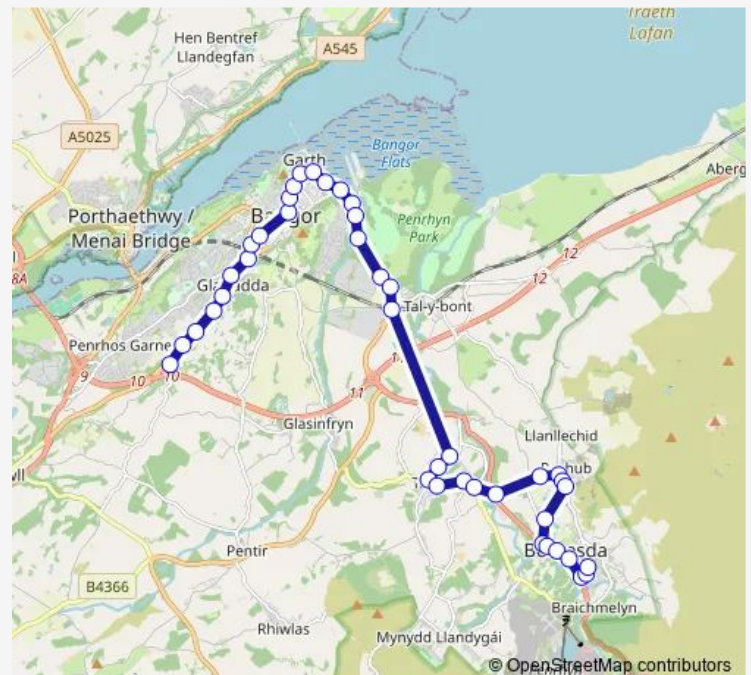 Traeth
Lafan
Hen Bentref
Llandegfan
A545
A5025
Garth
Bangor
Flats
Aberg
Porthaethwy /
Menai Bridge
Penrhyn
Park
12
8A
12
Tal-y-bont
Penrhos Garne
9
10
10
11
Glasinfryn
Llanllechid
Pentir
B4366
Braichmelyn
Rhiwlas
Mynydd Llandygái
© OpenStreetMap contributors